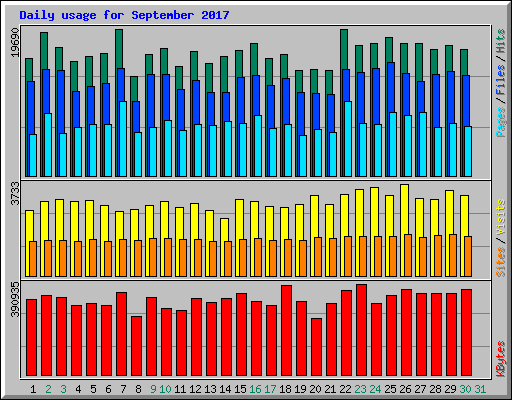 Daily usage for September 2017
19690
Pages / Files / Hits
3733
Sites / Visits
390935
KBytes
1 2 3 4 5 6 7 8 9 10 11 12 13 14 15 16 17 18 19 20 21 22 23 24 25 26 27 28 29 30 31